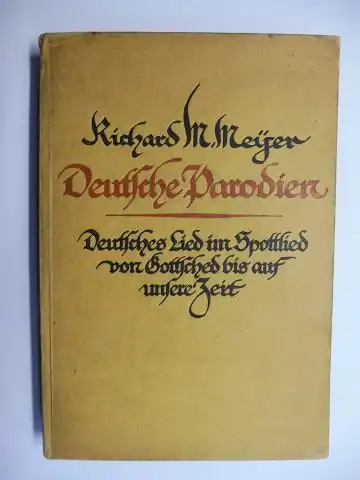 Richard M. Meyer
Deutsche Parodien
Deutsches Lied im Spottlied
von Gottsched bis auf
unsere Zeit